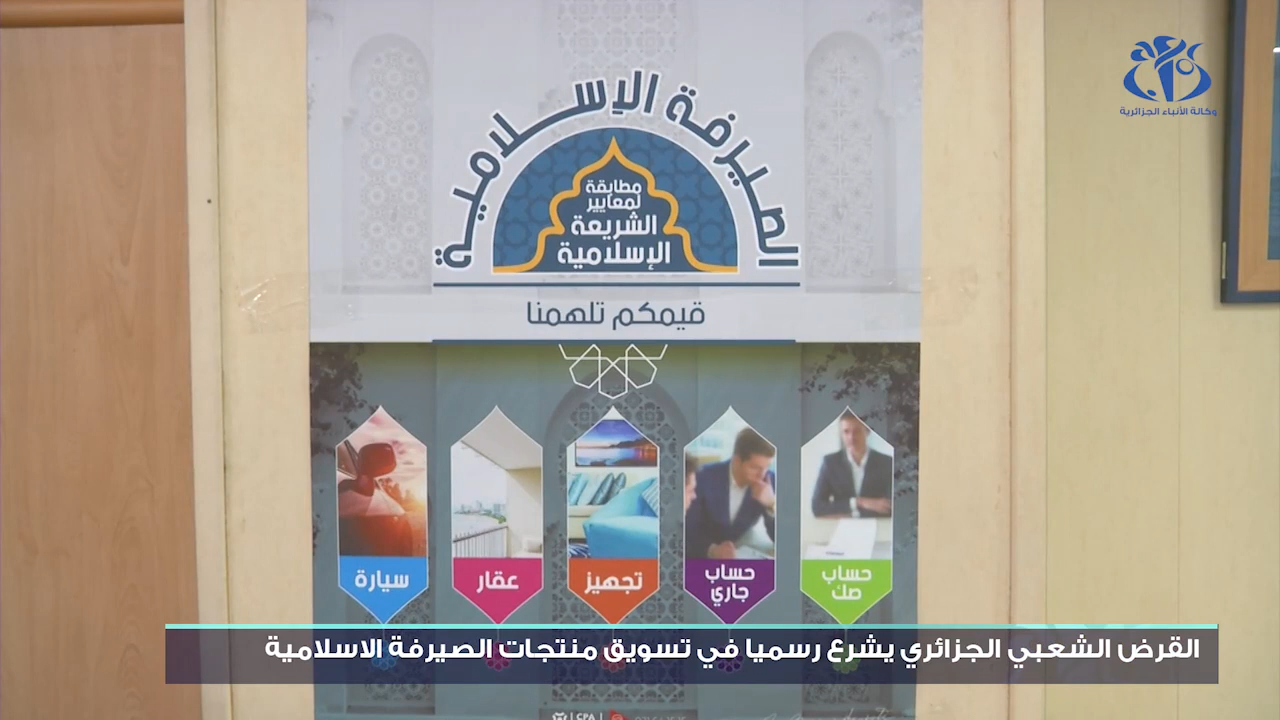 وكالة الأنباء الجزائرية
الصيرفة الإسلامية
مطابقة
لمعايير
الشريعة
الإسلامية
قيمكم تلهمنا
حساب
صك
حساب
جاري
تجهيز
عقار
سيارة
القرض الشعبي الجزائري يشرع رسميا في تسويق منتجات الصيرفة الاسلامية
CPA